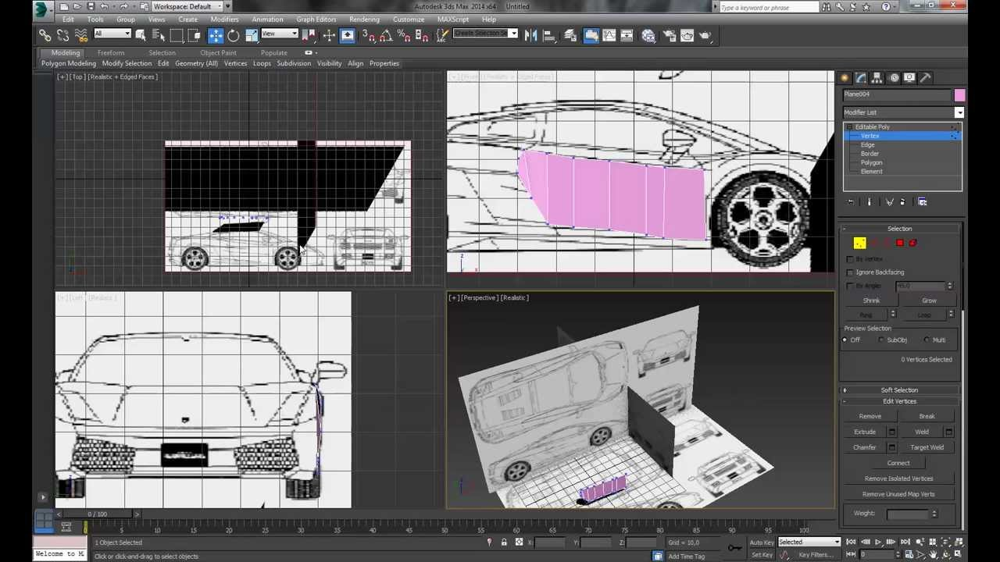 Workspace: Default
Autodesk 3ds Max 2014 x64
Untitled
Type a keyword or phrase
Edit Tools Group Views Create Modifiers Animation Graph Editors Rendering Customize MAXScript Help
All
View
Create Selection Se
Modeling Freeform Selection Object Paint Populate
Polygon Modeling Modify Selection Edit Geometry (All) Vertices Loops Subdivision Visibility Align Properties
[+] [Top] [Realistic + Edged Faces]
[+] [Front] [Realistic + Edged Faces]
[+] [Left] [Realistic]
[+] [Perspective] [Realistic]
Plane004
Modifier List
Editable Poly
Vertex
Edge
Border
Polygon
Element
Selection
By Vertex
Ignore Backfacing
By Angle: 45,0
Shrink Grow
Ring Loop
Preview Selection
Off SubObj Multi
0 Vertices Selected
Soft Selection
Edit Vertices
Remove Break
Extrude Weld
Chamfer Target Weld
Connect
Remove Isolated Vertices
Remove Unused Map Verts
Weight:
0 / 100
0 5 10 15 20 25 30 35 40 45 50 55 60 65 70 75 80 85 90 95 100
1 Object Selected
X: Y: Z:
Grid = 10,0
Auto Key
Selected
Welcome to M
Click or click-and-drag to select objects
Add Time Tag
Set Key
Key Filters...
0